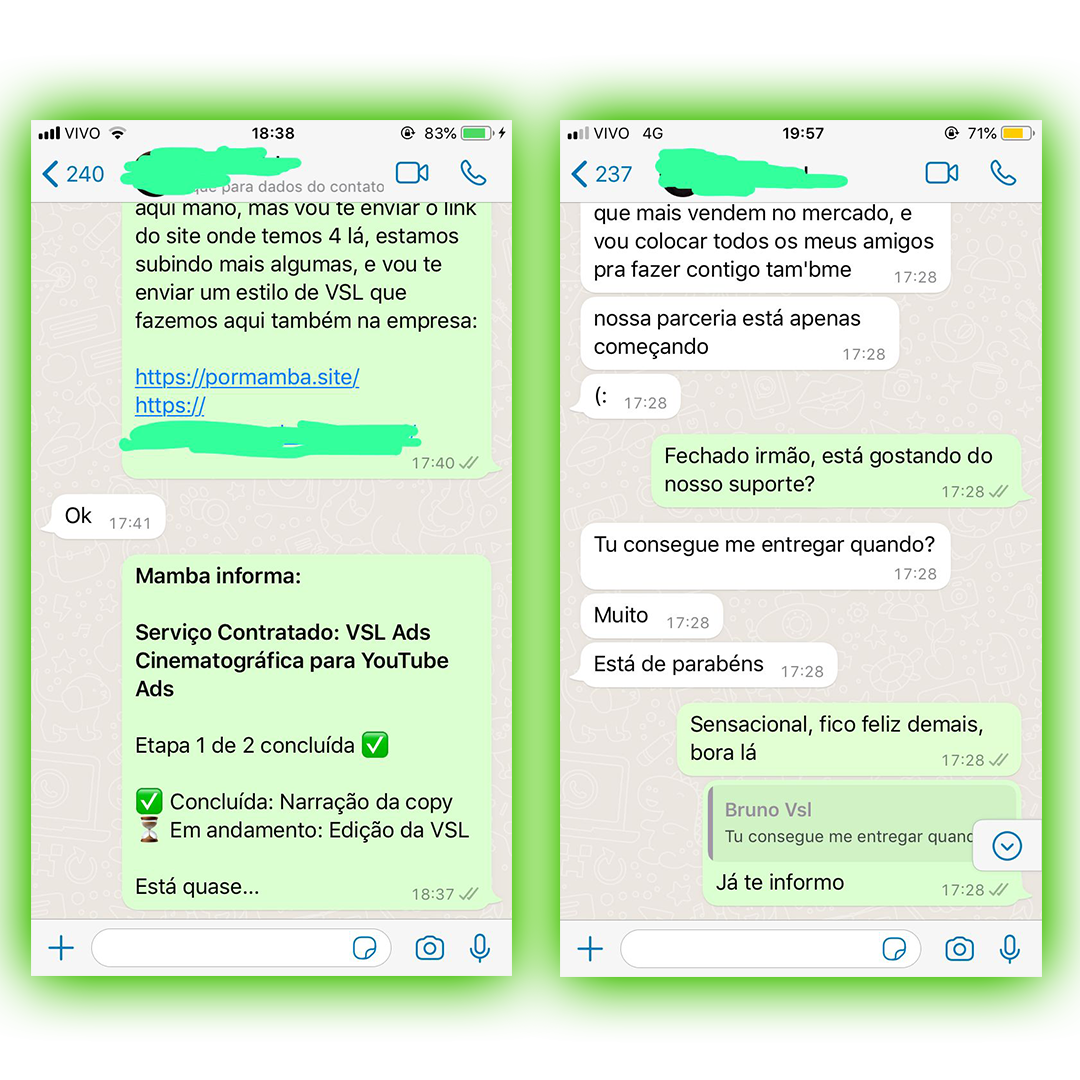 VIVO
18:38
83%
240
que para dados do contato
aqui mano, mas vou te enviar o link
do site onde temos 4 lá, estamos
subindo mais algumas, e vou te
enviar um estilo de VSL que
fazemos aqui também na empresa:
https://pormamba.site/
https://
17:40
Ok
17:41
Mamba informa:
Serviço Contratado: VSL Ads
Cinematográfica para YouTube
Ads
Etapa 1 de 2 concluída ✅
✅ Concluída: Narração da copy
⏳ Em andamento: Edição da VSL
Está quase...
18:37
VIVO 4G
19:57
71%
237
que mais vendem no mercado, e
vou colocar todos os meus amigos
pra fazer contigo tam'bme
17:28
nossa parceria está apenas
começando
17:28
(:
17:28
Fechado irmão, está gostando do
nosso suporte?
17:28
Tu consegue me entregar quando?
17:28
Muito
17:28
Está de parabéns
17:28
Sensacional, fico feliz demais,
bora lá
17:28
Bruno Vsl
Tu consegue me entregar quand
Já te informo
17:28